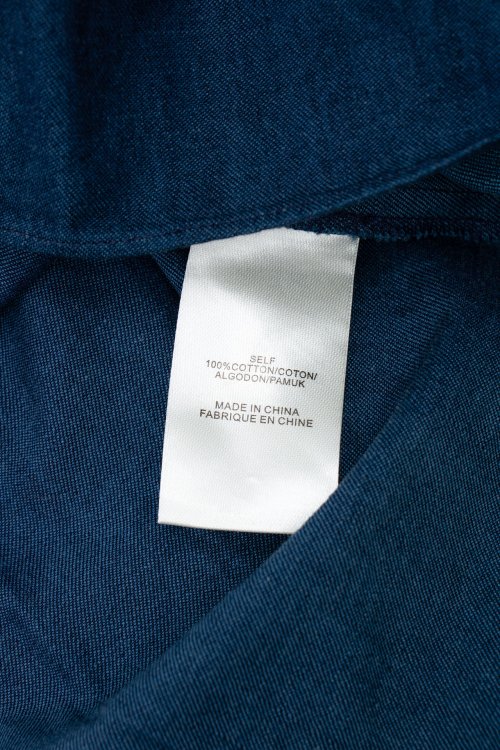 SELF
100%COTTON/COTON/
ALGODON/PAMUK
MADE IN CHINA
FABRIQUE EN CHINE